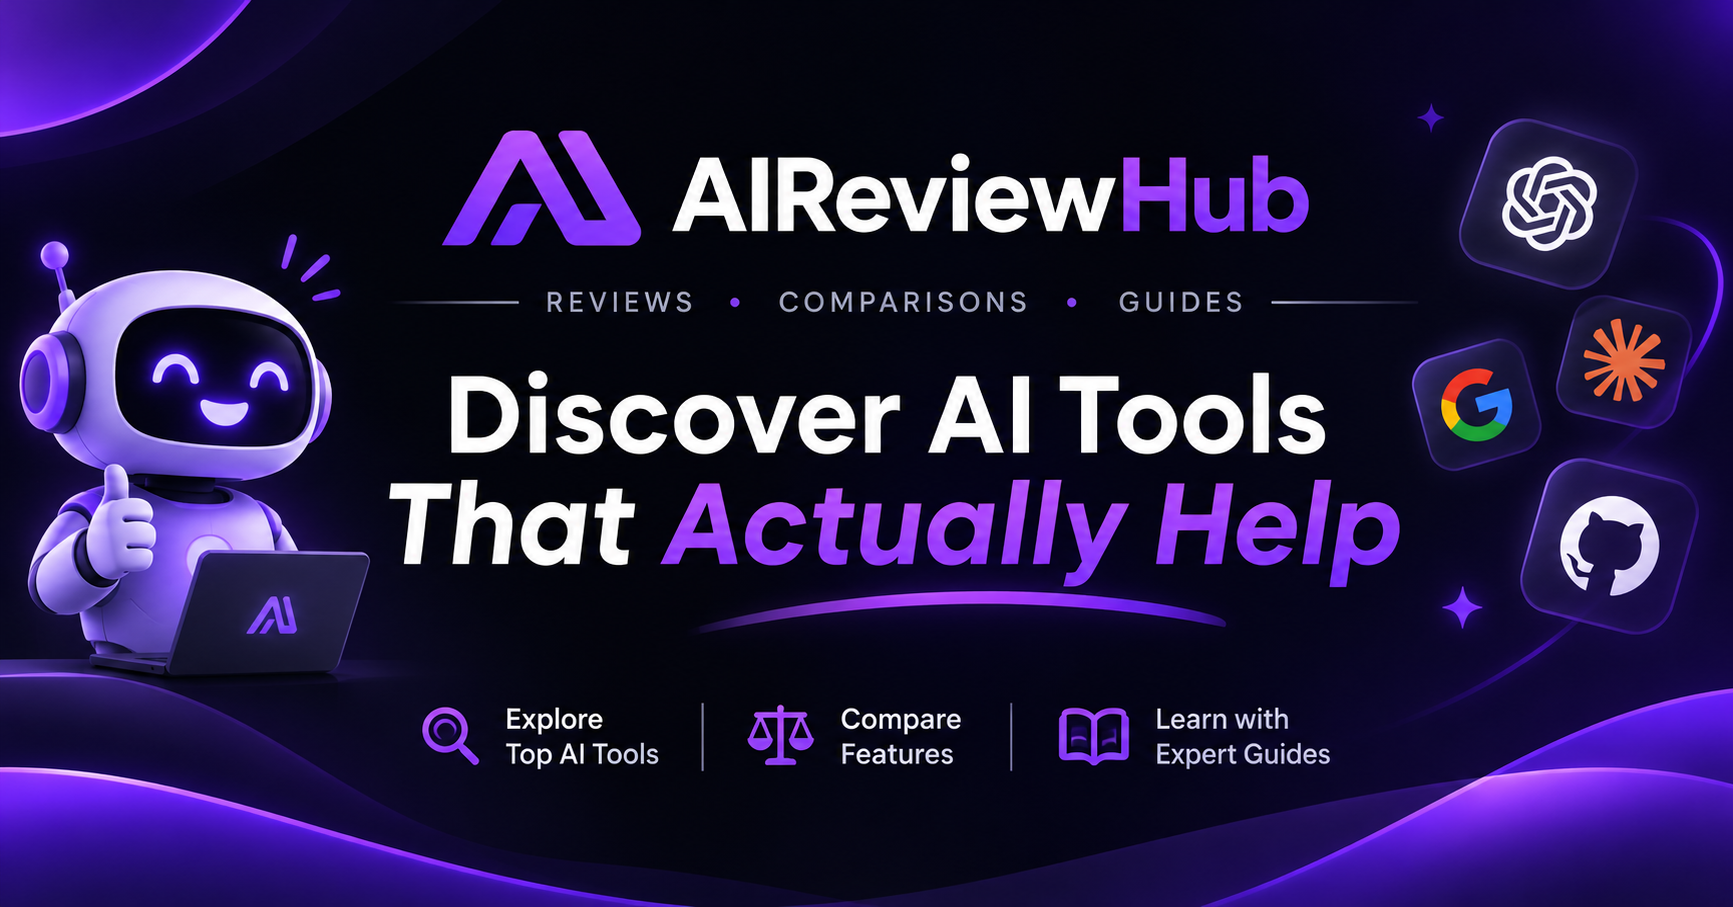 AIReviewHub
REVIEWS • COMPARISONS • GUIDES
Discover AI Tools
That Actually Help
Explore
Top AI Tools
Compare
Features
Learn with
Expert Guides